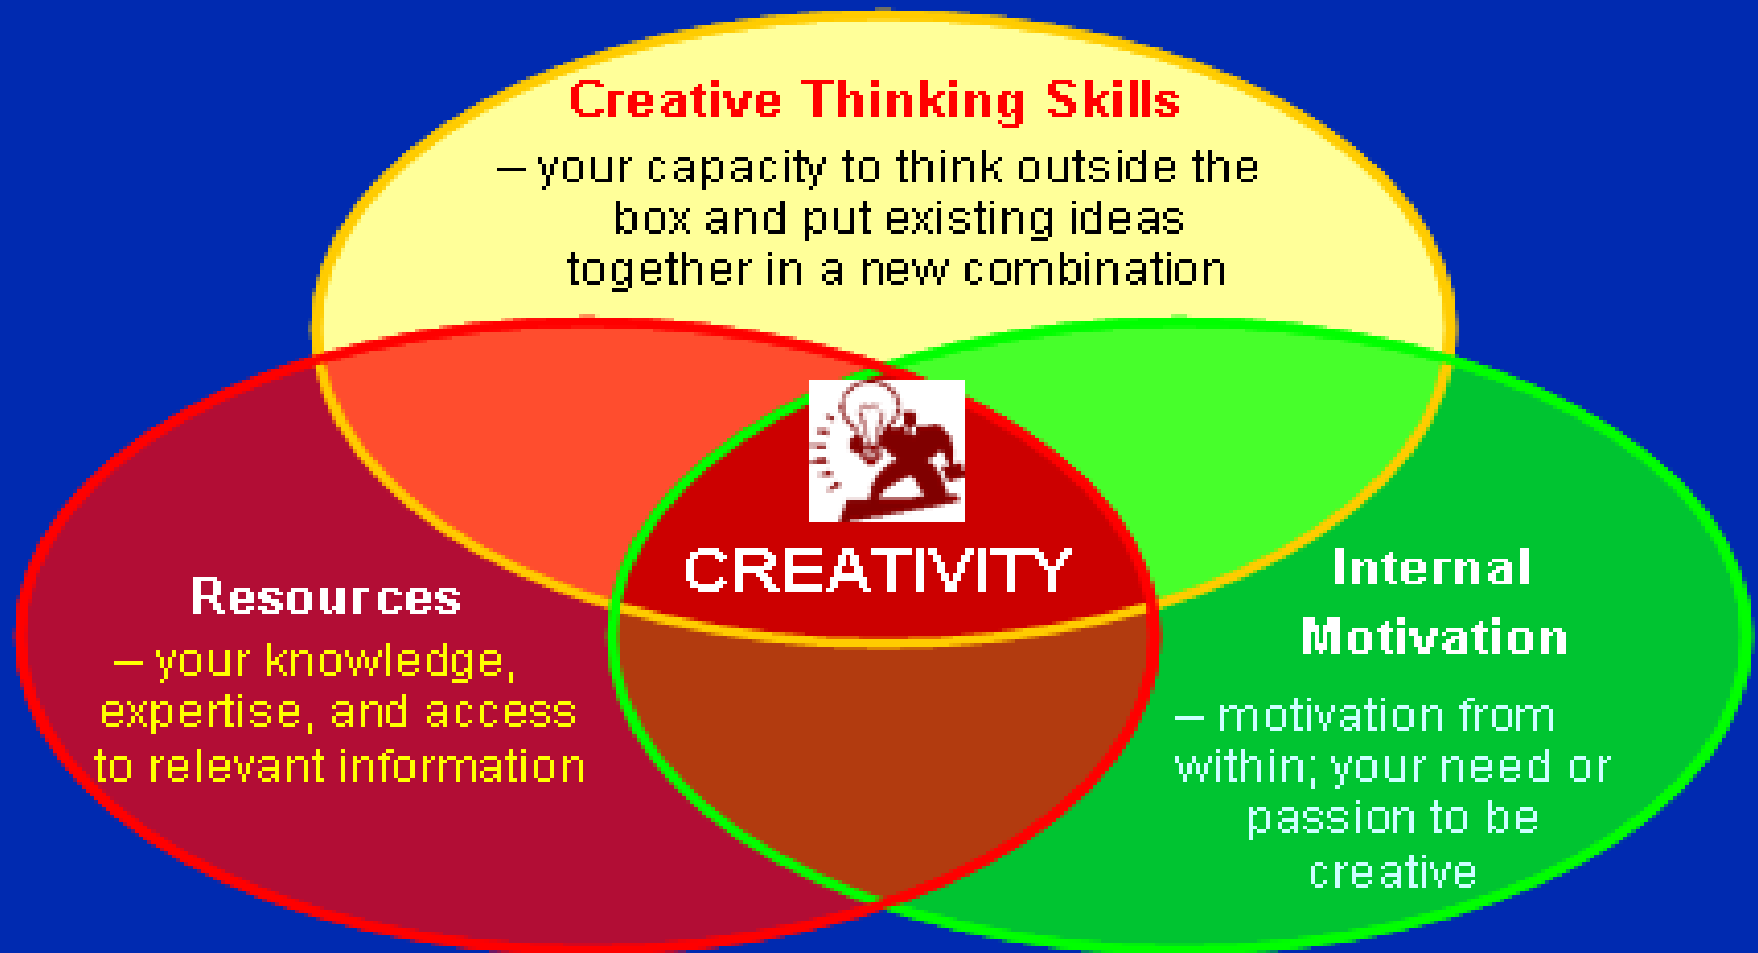 Creative Thinking Skills
– your capacity to think outside the
box and put existing ideas
together in a new combination
CREATIVITY
Resources
– your knowledge,
expertise, and access
to relevant information
Internal
Motivation
– motivation from
within; your need or
passion to be
creative